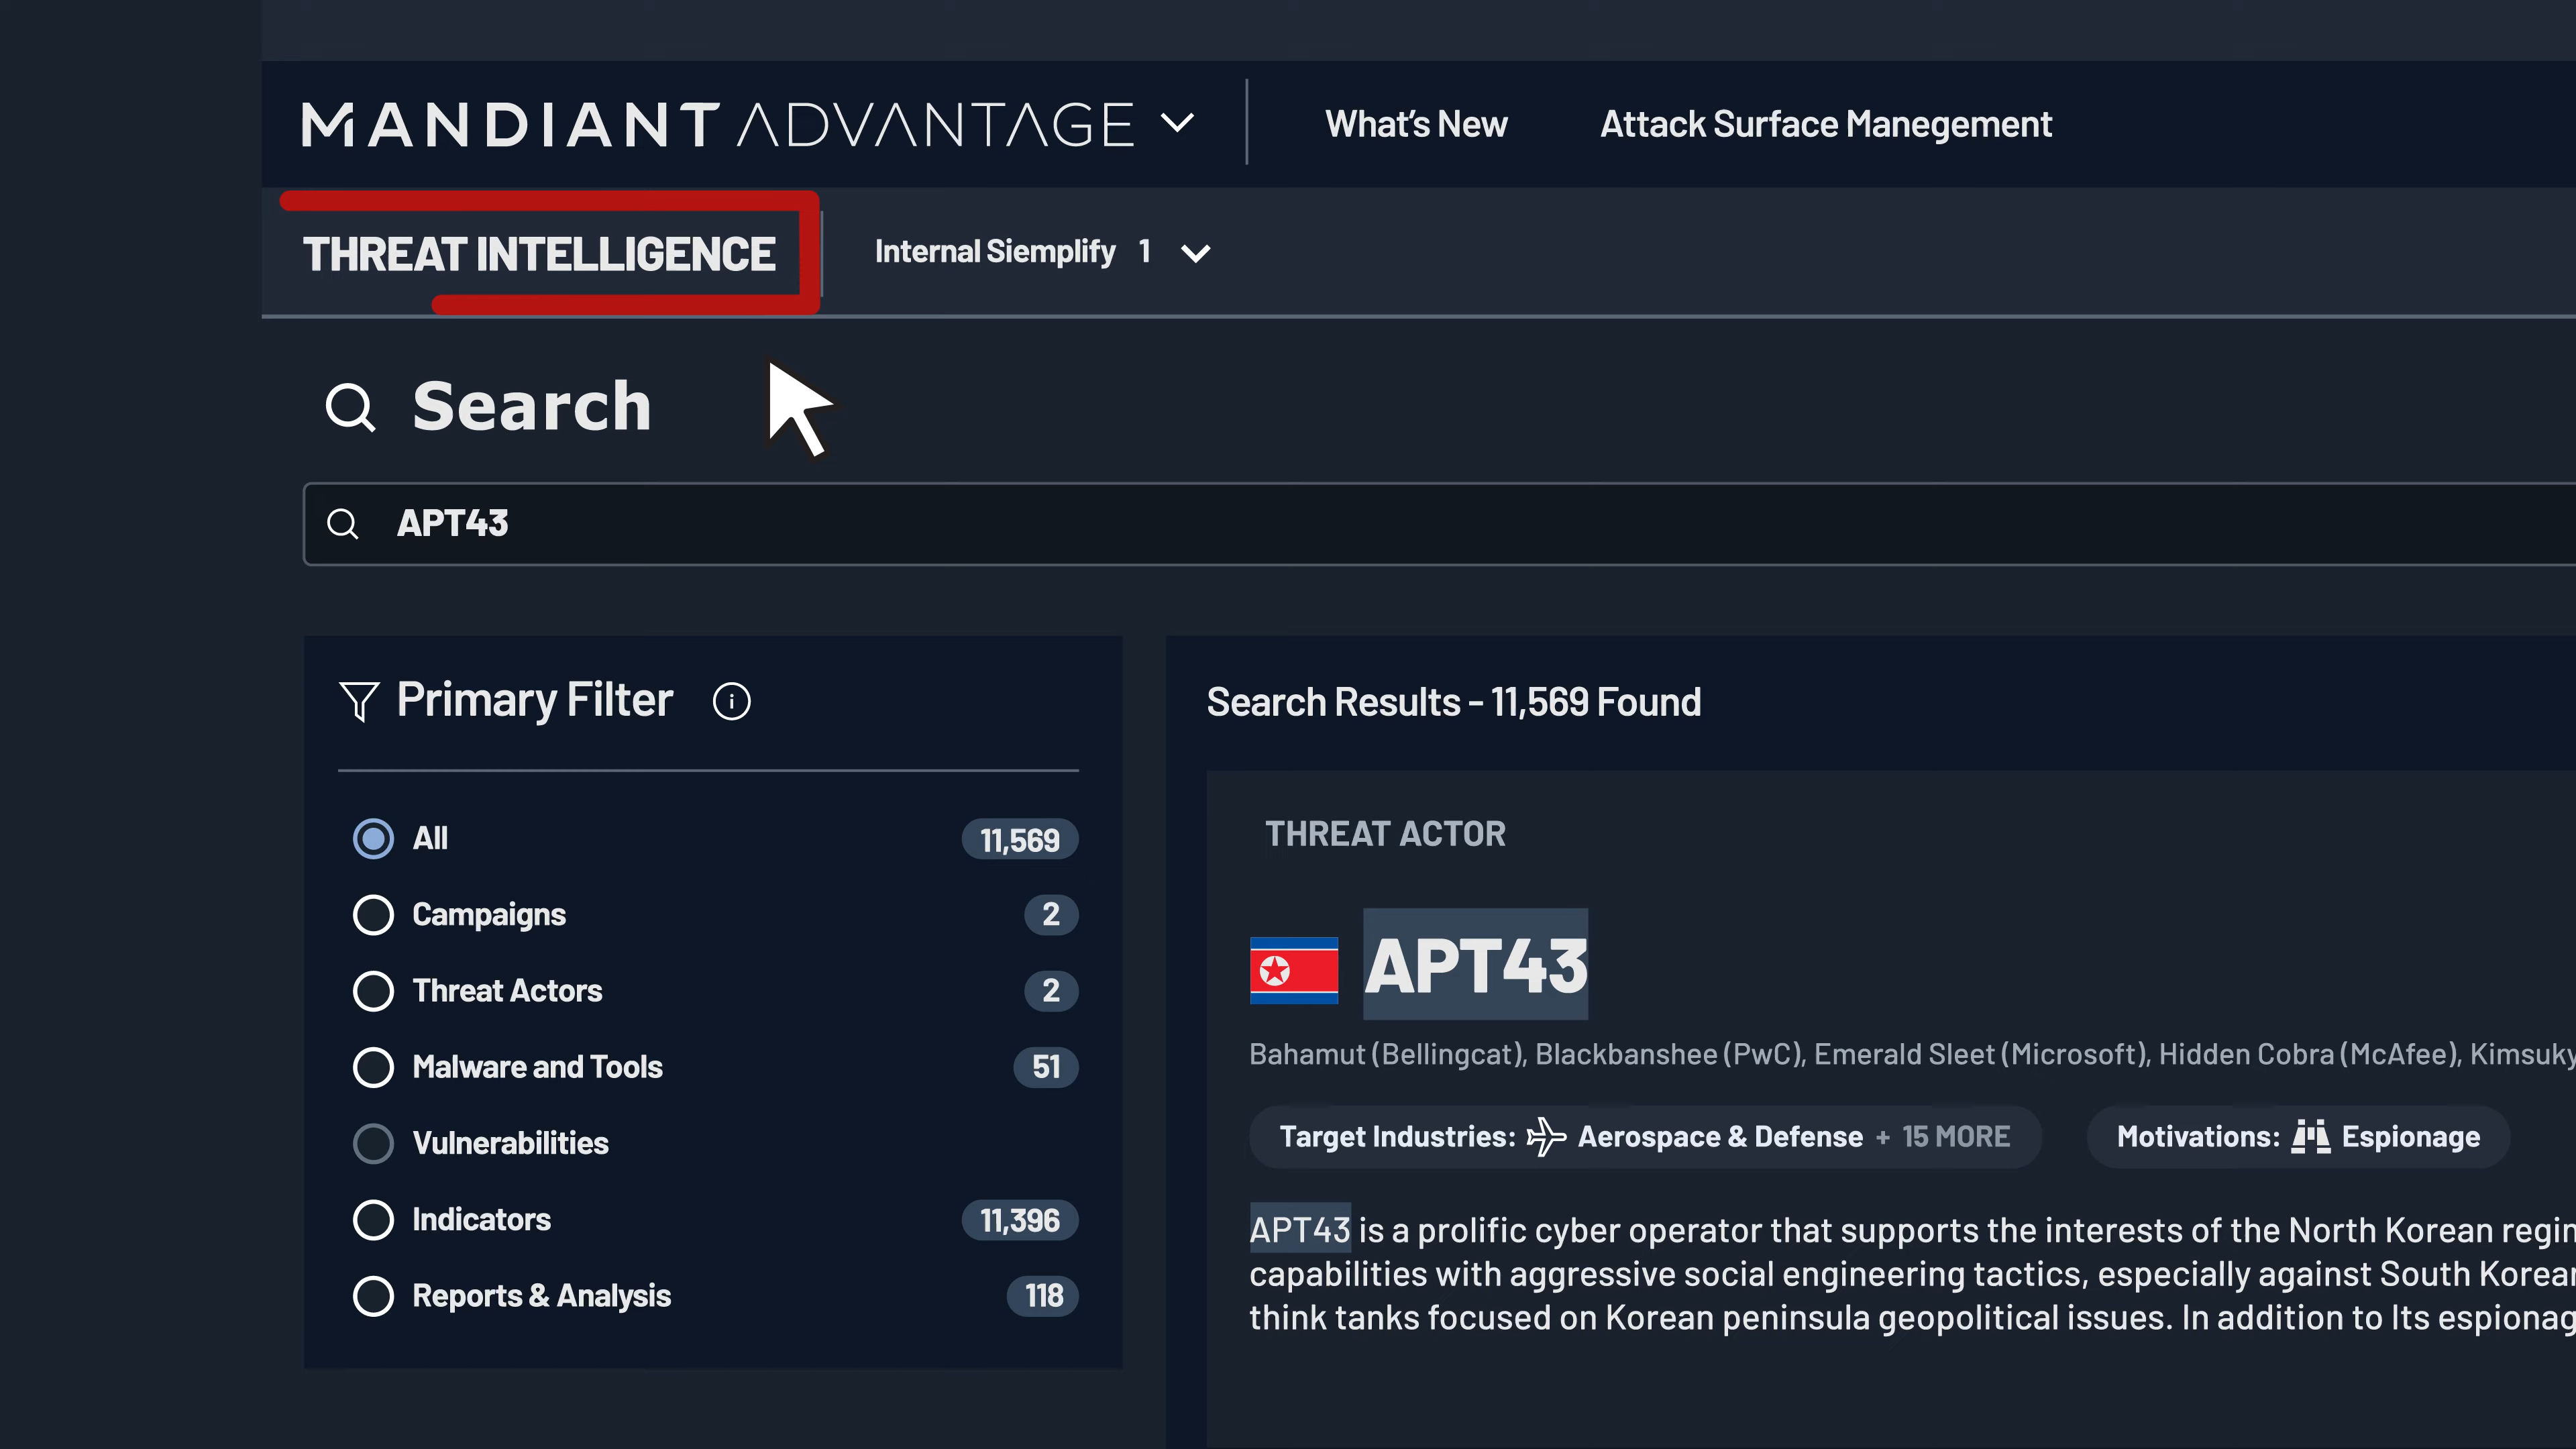 MANDIANT ADVANTAGE
What's New
Attack Surface Manegement
THREAT INTELLIGENCE
Internal Siemplify 1
Search
APT43
Primary Filter
All 11,569
Campaigns 2
Threat Actors 2
Malware and Tools 51
Vulnerabilities
Indicators 11,396
Reports & Analysis 118
Search Results - 11,569 Found
THREAT ACTOR
APT43
Bahamut (Bellingcat), Blackbanshee (PwC), Emerald Sleet (Microsoft), Hidden Cobra (McAfee), Kimsuky
Target Industries: Aerospace & Defense + 15 MORE
Motivations: Espionage
APT43 is a prolific cyber operator that supports the interests of the North Korean
capabilities with aggressive social engineering tactics, especially against South Korean
think tanks focused on Korean peninsula geopolitical issues. In addition to Its